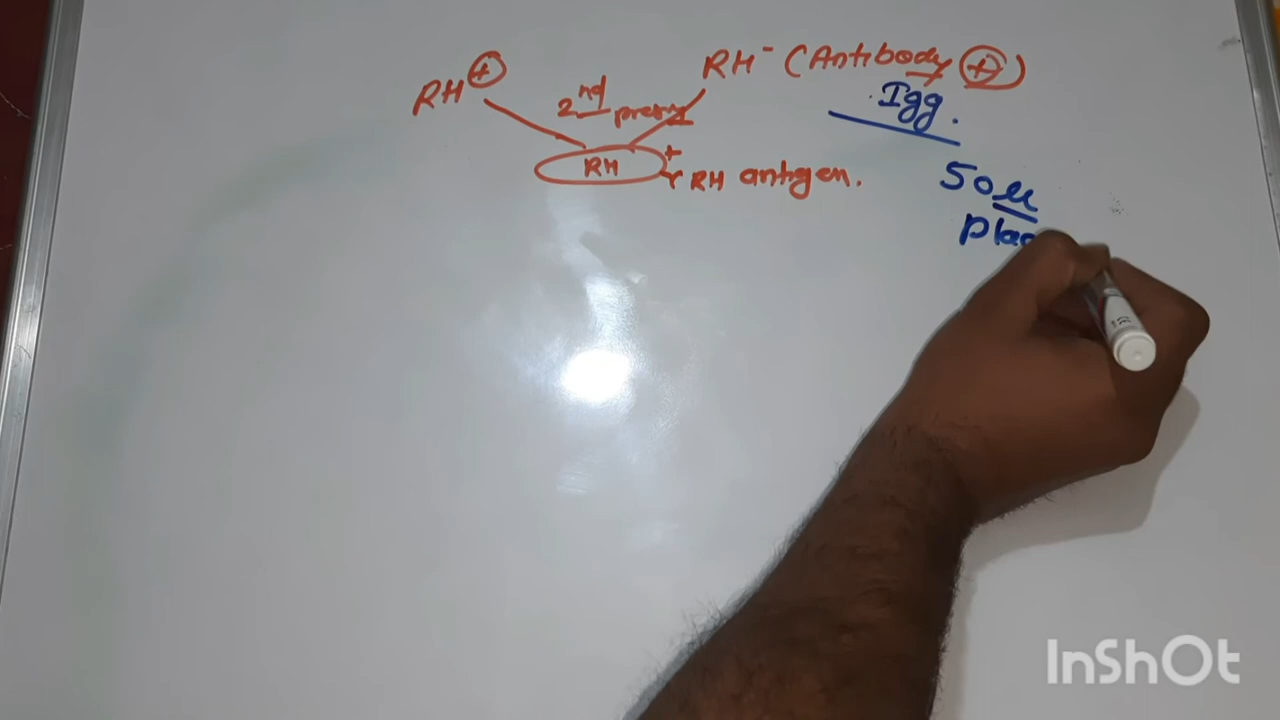 RH + RH - (Antibody +)
2nd
Igg.
RH + RH antigen.
50
InShOt